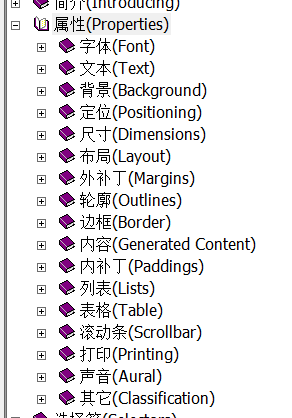 简介(Introducing)
属性(Properties)
字体(Font)
文本(Text)
背景(Background)
定位(Positioning)
尺寸(Dimensions)
布局(Layout)
外补丁(Margins)
轮廓(Outlines)
边框(Border)
内容(Generated Content)
内补丁(Paddings)
列表(Lists)
表格(Table)
滚动条(Scrollbar)
打印(Printing)
声音(Aural)
其它(Classification)
选择符(Selectors)